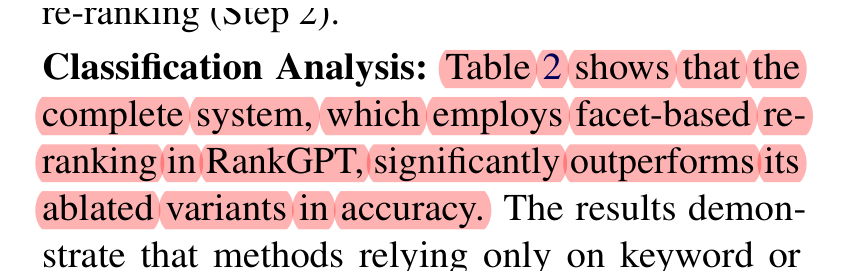 re-ranking (Step 2).
Classification Analysis: Table 2 shows that the
complete system, which employs facet-based re-
ranking in RankGPT, significantly outperforms its
ablated variants in accuracy. The results demon-
strate that methods relying only on keyword or